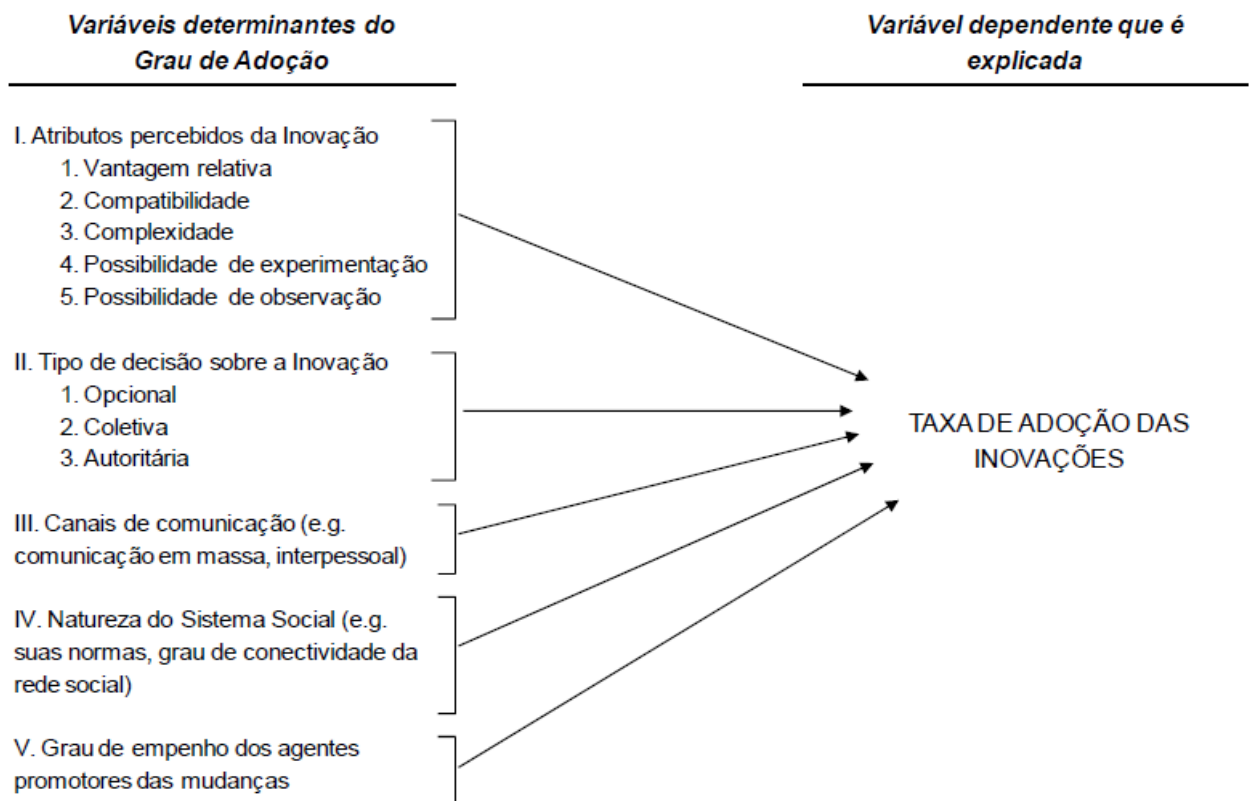 Variáveis determinantes do
Grau de Adoção
Variável dependente que é
explicada
I. Atributos percebidos da Inovação
1. Vantagem relativa
2. Compatibilidade
3. Complexidade
4. Possibilidade de experimentação
5. Possibilidade de observação
II. Tipo de decisão sobre a Inovação
1. Opcional
2. Coletiva
3. Autoritária
III. Canais de comunicação (e.g.
comunicação em massa, interpessoal)
IV. Natureza do Sistema Social (e.g.
suas normas, grau de conectividade da
rede social)
V. Grau de empenho dos agentes
promotores das mudanças
TAXA DE ADOÇÃO DAS
INOVAÇÕES